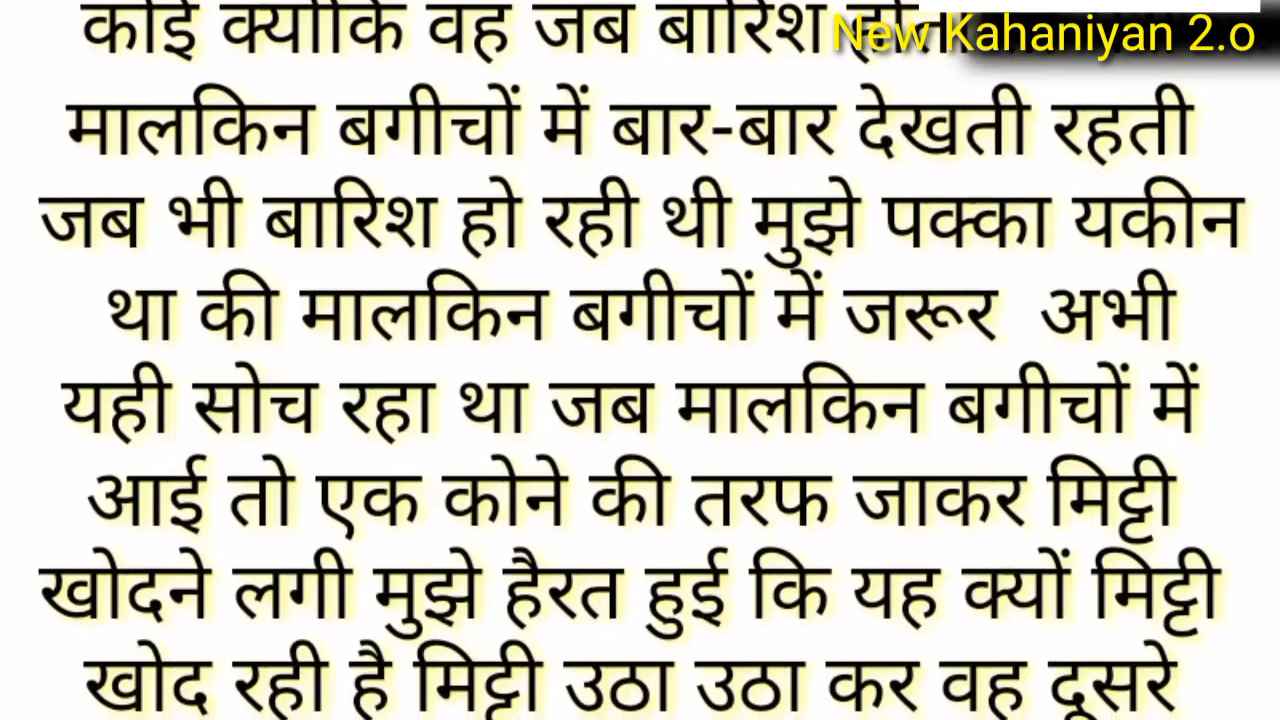 कोई क्योंकि वह जब बारिश
New Kahaniyan 2.o
मालकिन बगीचों में बार-बार देखती रहती
जब भी बारिश हो रही थी मुझे पक्का यकीन
था की मालकिन बगीचों में जरूर अभी
यही सोच रहा था जब मालकिन बगीचों में
आई तो एक कोने की तरफ जाकर मिट्टी
खोदने लगी मुझे हैरत हुई कि यह क्यों मिट्टी
खोद रही है मिट्टी उठा उठा कर वह दूसरे